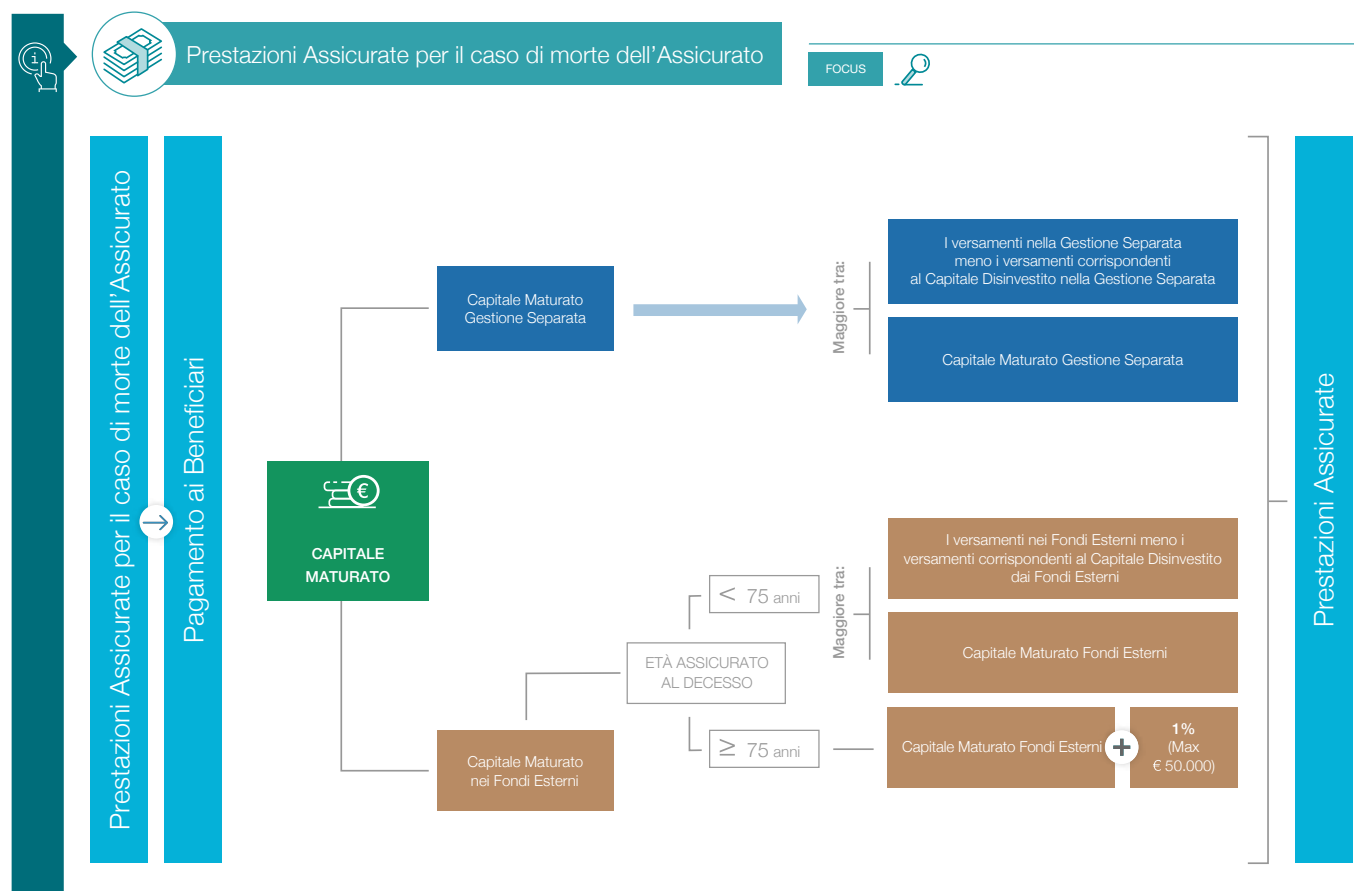 Prestazioni Assicurate per il caso di morte dell'Assicurato
FOCUS
Prestazioni Assicurate per il caso di morte dell'Assicurato
Pagamento ai Beneficiari
CAPITALE
MATURATO
Capitale Maturato
Gestione Separata
Maggiore tra:
I versamenti nella Gestione Separata
meno i versamenti corrispondenti
al Capitale Disinvestito nella Gestione Separata
Capitale Maturato Gestione Separata
Capitale Maturato
nei Fondi Esterni
ETÀ ASSICURATO
AL DECESSO
< 75 anni
Maggiore tra:
I versamenti nei Fondi Esterni meno i
versamenti corrispondenti al Capitale Disinvestito
dai Fondi Esterni
Capitale Maturato Fondi Esterni
≥ 75 anni
Capitale Maturato Fondi Esterni
+
1%
(Max
€ 50.000)
Prestazioni Assicurate